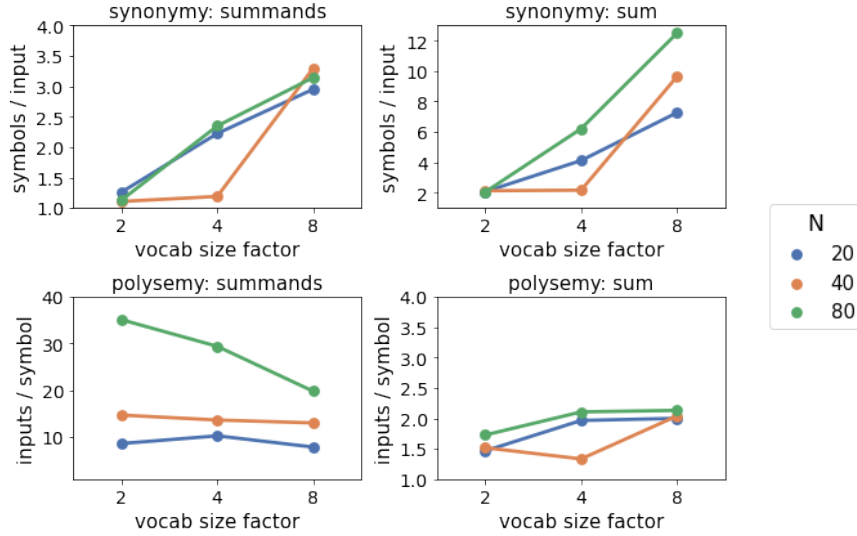 synonymy: summands
symbols / input
4.0
3.5
3.0
2.5
2.0
1.5
1.0
2 4 8
vocab size factor
synonymy: sum
symbols / input
12
10
8
6
4
2
2 4 8
vocab size factor
polysemy: summands
inputs / symbol
40
30
20
10
2 4 8
vocab size factor
polysemy: sum
inputs / symbol
4.0
3.5
3.0
2.5
2.0
1.5
1.0
2 4 8
vocab size factor
N
20
40
80